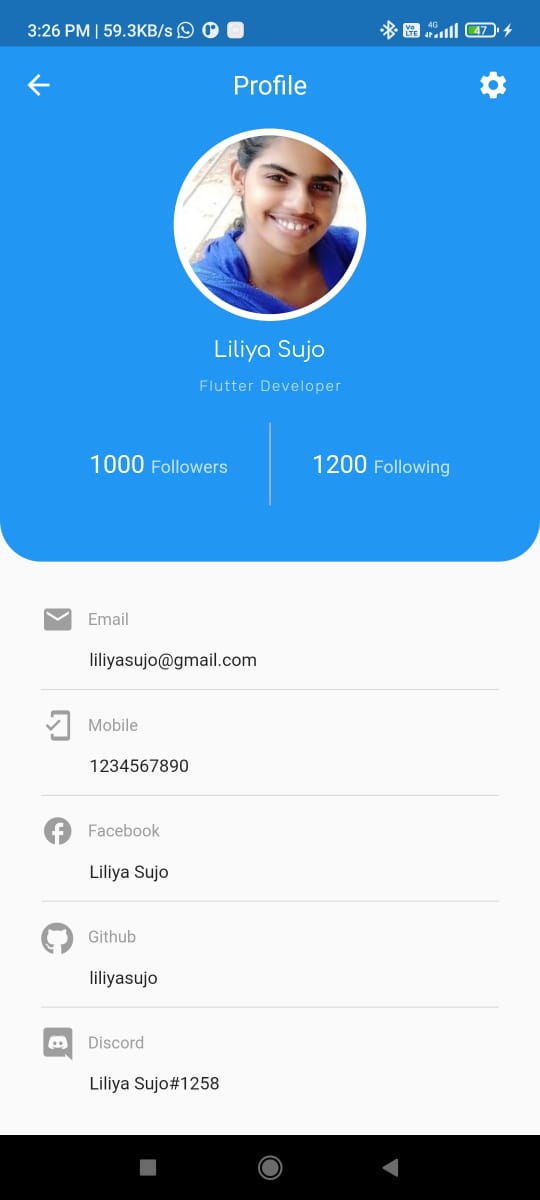 3:26 PM | 59.3KB/s
Vo LTE 4G 47
Profile
Liliya Sujo
Flutter Developer
1000 Followers 1200 Following
Email
liliyasujo@gmail.com
Mobile
1234567890
Facebook
Liliya Sujo
Github
liliyasujo
Discord
Liliya Sujo#1258